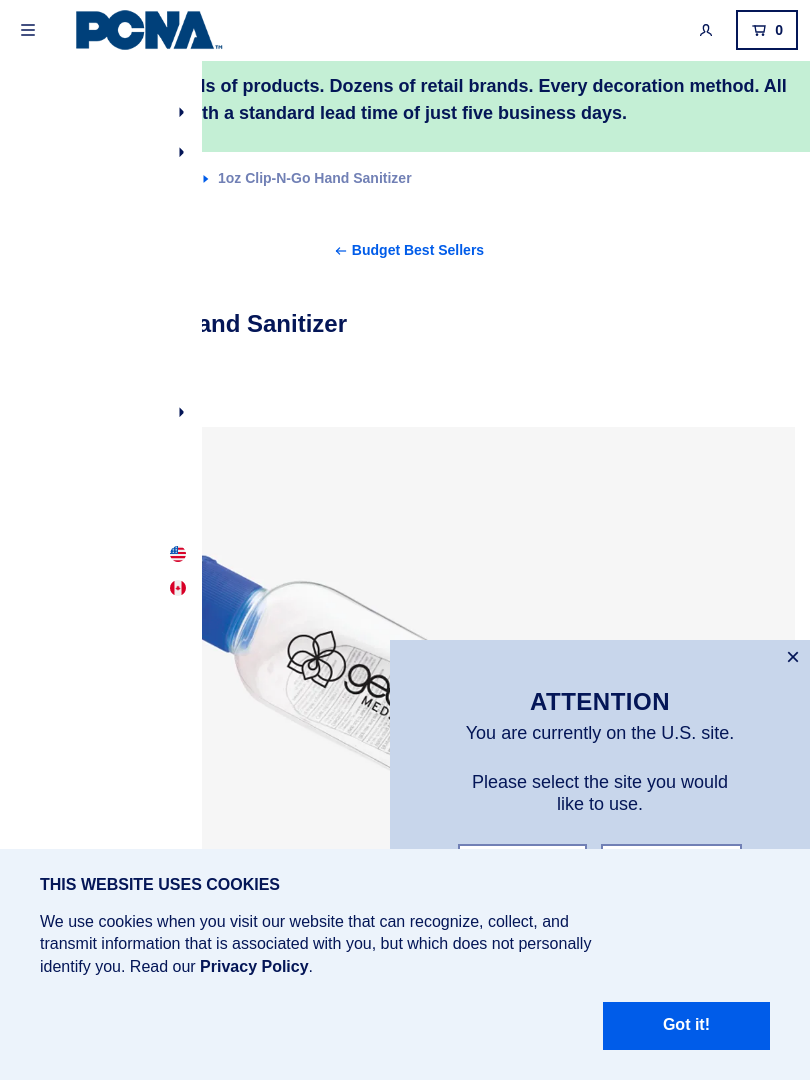 PCNA
TM
0
ls of products. Dozens of retail brands. Every decoration method. All
th a standard lead time of just five business days.
1oz Clip-N-Go Hand Sanitizer
Budget Best Sellers
and Sanitizer
ATTENTION
You are currently on the U.S. site.
Please select the site you would
like to use.
THIS WEBSITE USES COOKIES
We use cookies when you visit our website that can recognize, collect, and
transmit information that is associated with you, but which does not personally
identify you. Read our Privacy Policy.
Got it!